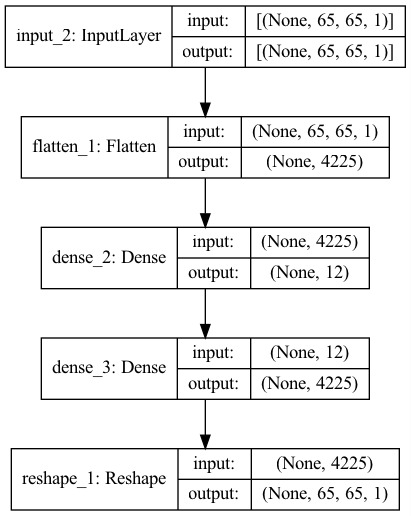 input_2: InputLayer
input: [(None, 65, 65, 1)]
output: [(None, 65, 65, 1)]
flatten_1: Flatten
input: (None, 65, 65, 1)
output: (None, 4225)
dense_2: Dense
input: (None, 4225)
output: (None, 12)
dense_3: Dense
input: (None, 12)
output: (None, 4225)
reshape_1: Reshape
input: (None, 4225)
output: (None, 65, 65, 1)